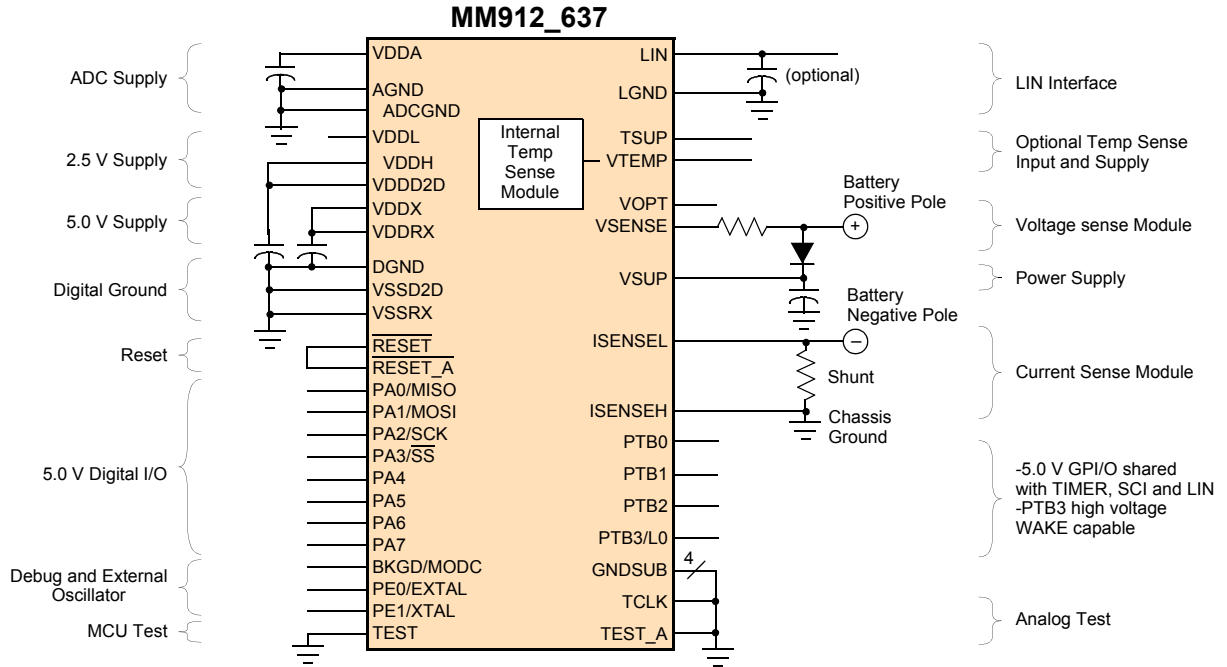 MM912_637
ADC Supply
2.5 V Supply
5.0 V Supply
Digital Ground
Reset
5.0 V Digital I/O
Debug and External
Oscillator
MCU Test
VDDA
AGND
ADCGND
VDDL
VDDH
VDDD2D
VDDX
VDDRX
DGND
VSSD2D
VSSRX
RESET
RESET_A
PA0/MISO
PA1/MOSI
PA2/SCK
PA3/SS
PA4
PA5
PA6
PA7
BKGD/MODC
PE0/EXTAL
PE1/XTAL
TEST
Internal
Temp
Sense
Module
LIN
LGND
TSUP
VTEMP
VOPT
VSENSE
VSUP
ISENSEL
ISENSEH
PTB0
PTB1
PTB2
PTB3/L0
GNDSUB
TCLK
TEST_A
(optional)
Battery
Positive Pole
+
Battery
Negative Pole
−
Shunt
Chassis
Ground
4
LIN Interface
Optional Temp Sense
Input and Supply
Voltage sense Module
Power Supply
Current Sense Module
-5.0 V GPI/O shared
with TIMER, SCI and LIN
-PTB3 high voltage
WAKE capable
Analog Test